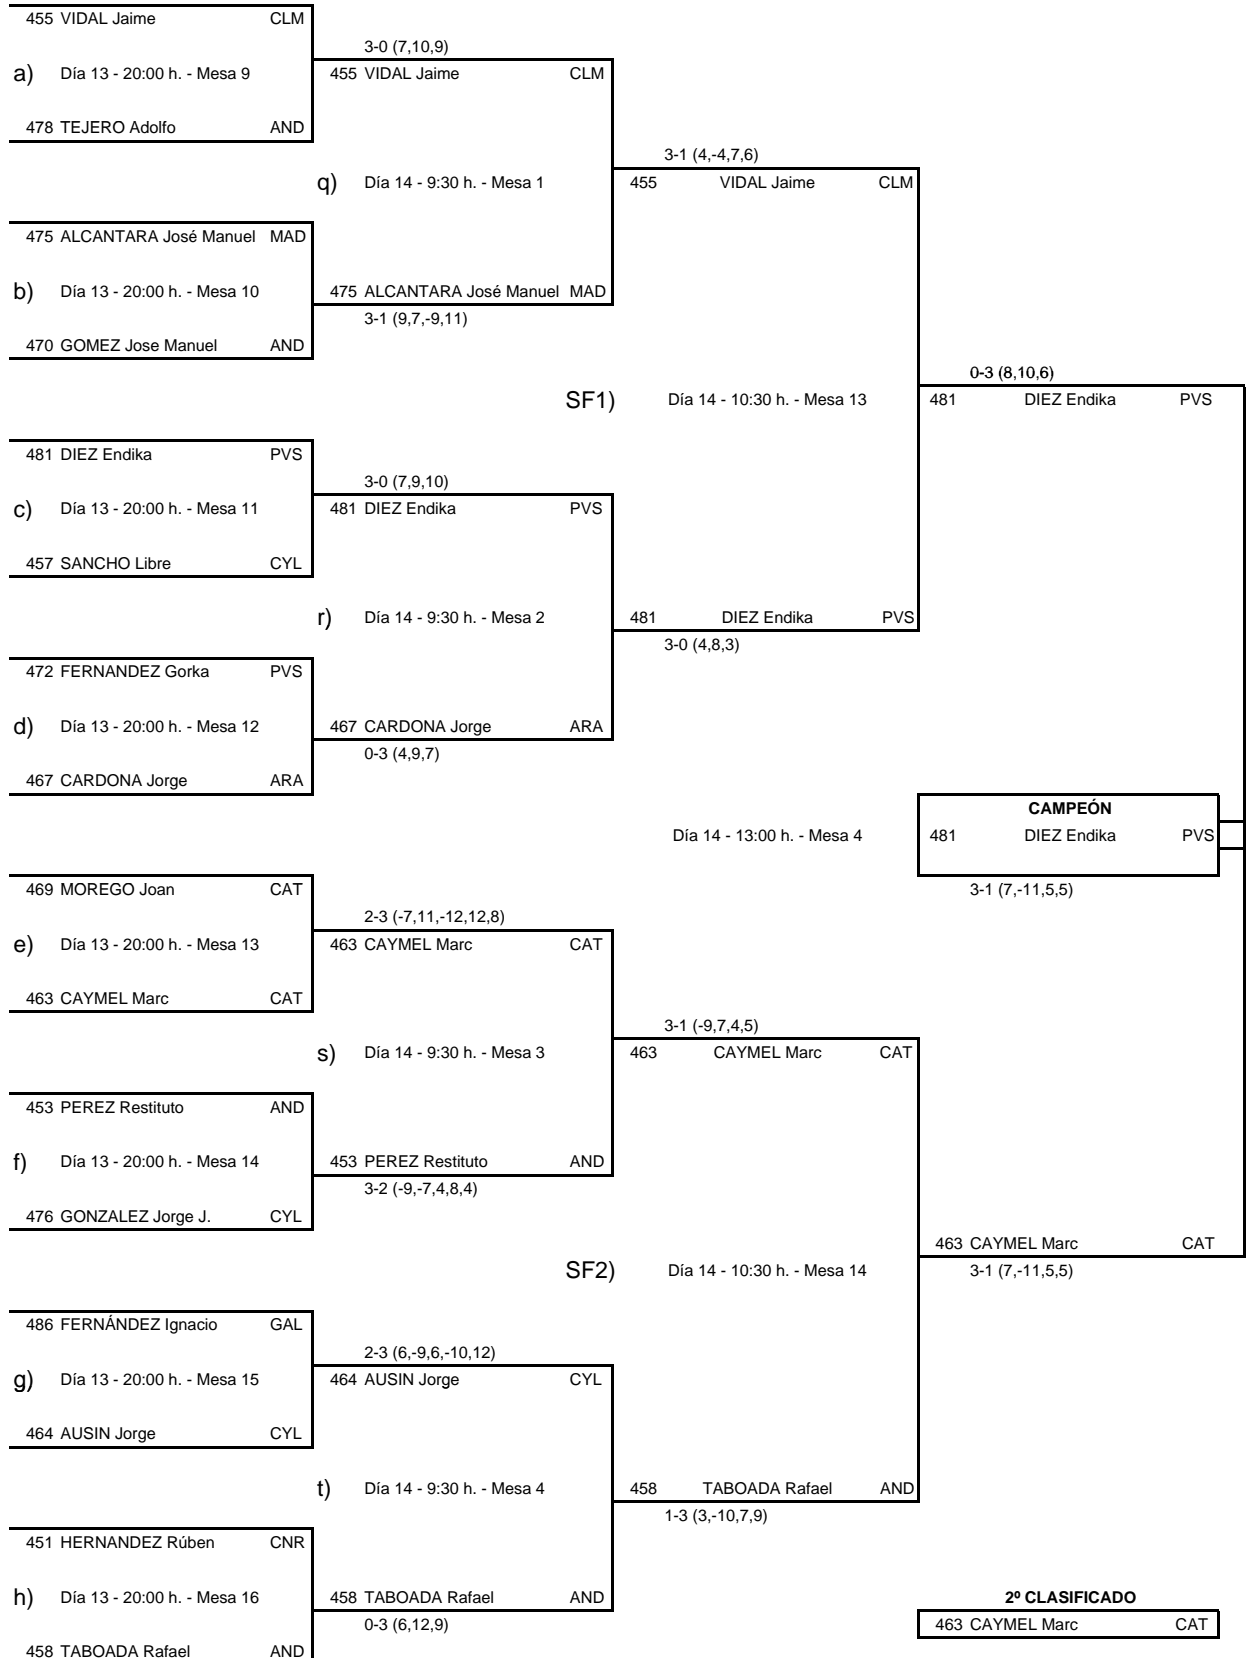 455 VIDAL Jaime CLM
3-0 (7,10,9)
a) Día 13 - 20:00 h. - Mesa 9 455 VIDAL Jaime CLM
478 TEJERO Adolfo AND
3-1 (4,-4,7,6)
q) Día 14 - 9:30 h. - Mesa 1 455 VIDAL Jaime CLM
475 ALCANTARA José Manuel MAD
b) Día 13 - 20:00 h. - Mesa 10 475 ALCANTARA José Manuel MAD
3-1 (9,7,-9,11)
470 GOMEZ Jose Manuel AND
0-3 (8,10,6)
SF1) Día 14 - 10:30 h. - Mesa 13 481 DIEZ Endika PVS
481 DIEZ Endika PVS
3-0 (7,9,10)
c) Día 13 - 20:00 h. - Mesa 11 481 DIEZ Endika PVS
457 SANCHO Libre CYL
r) Día 14 - 9:30 h. - Mesa 2 481 DIEZ Endika PVS
3-0 (4,8,3)
472 FERNANDEZ Gorka PVS
d) Día 13 - 20:00 h. - Mesa 12 467 CARDONA Jorge ARA
0-3 (4,9,7)
467 CARDONA Jorge ARA
CAMPEÓN
Día 14 - 13:00 h. - Mesa 4 481 DIEZ Endika PVS
469 MOREGO Joan CAT 3-1 (7,-11,5,5)
2-3 (-7,11,-12,12,8)
e) Día 13 - 20:00 h. - Mesa 13 463 CAYMEL Marc CAT
463 CAYMEL Marc CAT
3-1 (-9,7,4,5)
s) Día 14 - 9:30 h. - Mesa 3 463 CAYMEL Marc CAT
453 PEREZ Restituto AND
f) Día 13 - 20:00 h. - Mesa 14 453 PEREZ Restituto AND
3-2 (-9,-7,4,8,4)
476 GONZALEZ Jorge J. CYL
463 CAYMEL Marc CAT
SF2) Día 14 - 10:30 h. - Mesa 14 3-1 (7,-11,5,5)
486 FERNÁNDEZ Ignacio GAL
2-3 (6,-9,6,-10,12)
g) Día 13 - 20:00 h. - Mesa 15 464 AUSIN Jorge CYL
464 AUSIN Jorge CYL
t) Día 14 - 9:30 h. - Mesa 4 458 TABOADA Rafael AND
1-3 (3,-10,7,9)
451 HERNANDEZ Rúben CNR
h) Día 13 - 20:00 h. - Mesa 16 458 TABOADA Rafael AND 2º CLASIFICADO
0-3 (6,12,9) 463 CAYMEL Marc CAT
458 TABOADA Rafael AND